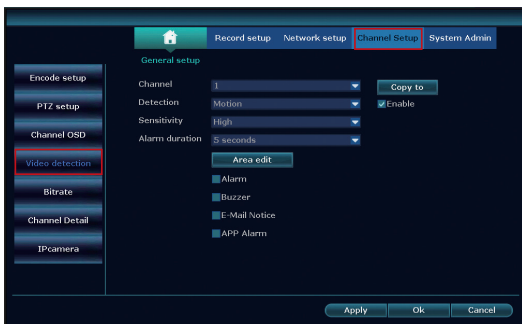 Record setup Network setup Channel Setup System Admin
General setup
Encode setup
PTZ setup
Channel OSD
Video detection
Bitrate
Channel Detail
IPcamera
Channel 1 Copy to
Detection Motion Enable
Sensitivity High
Alarm duration 5 seconds
Area edit
Alarm
Buzzer
E-Mail Notice
APP Alarm
Apply Ok Cancel